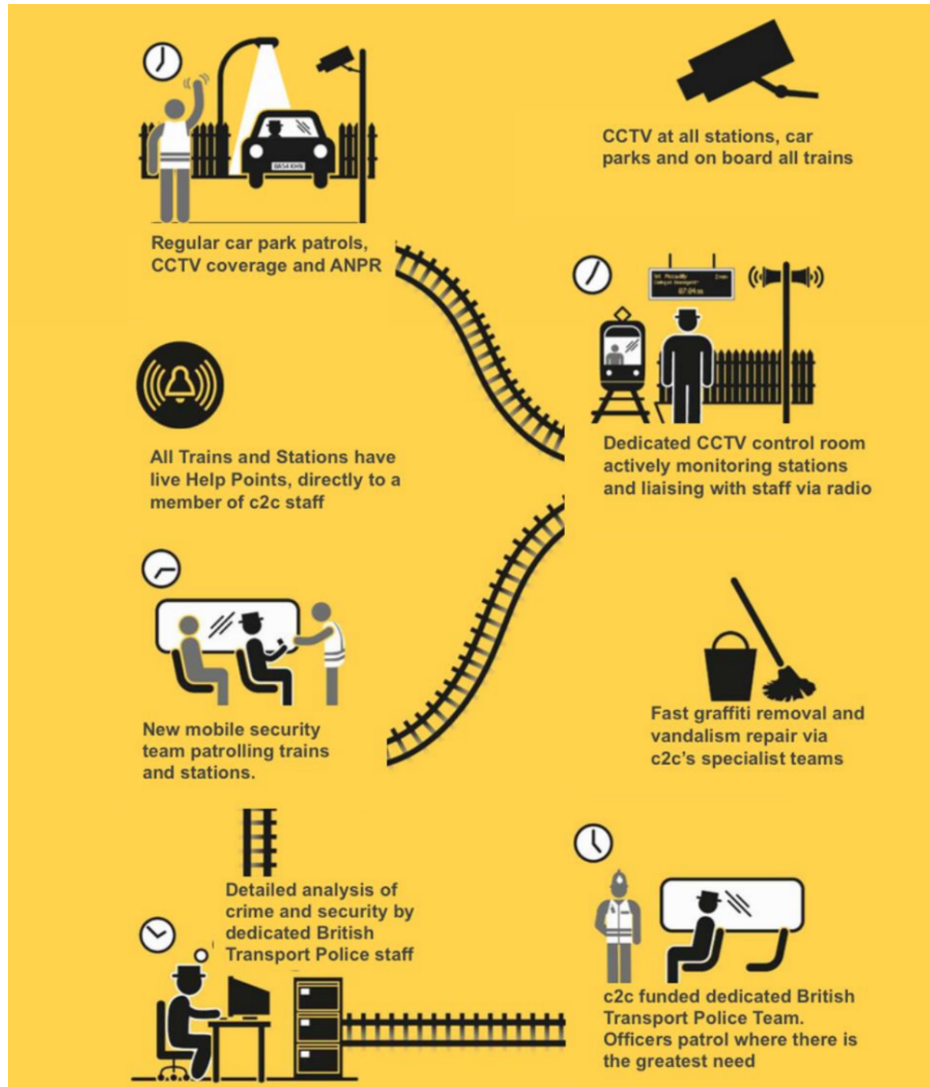 CCTV at all stations, car
parks and on board all trains
Regular car park patrols,
CCTV coverage and ANPR
All Trains and Stations have
live Help Points, directly to a
member of c2c staff
Dedicated CCTV control room
actively monitoring stations
and liaising with staff via radio
New mobile security
team patrolling trains
and stations.
Fast graffiti removal and
vandalism repair via
c2c's specialist teams
Detailed analysis of
crime and security by
dedicated British
Transport Police staff
c2c funded dedicated British
Transport Police Team.
Officers patrol where there is
the greatest need